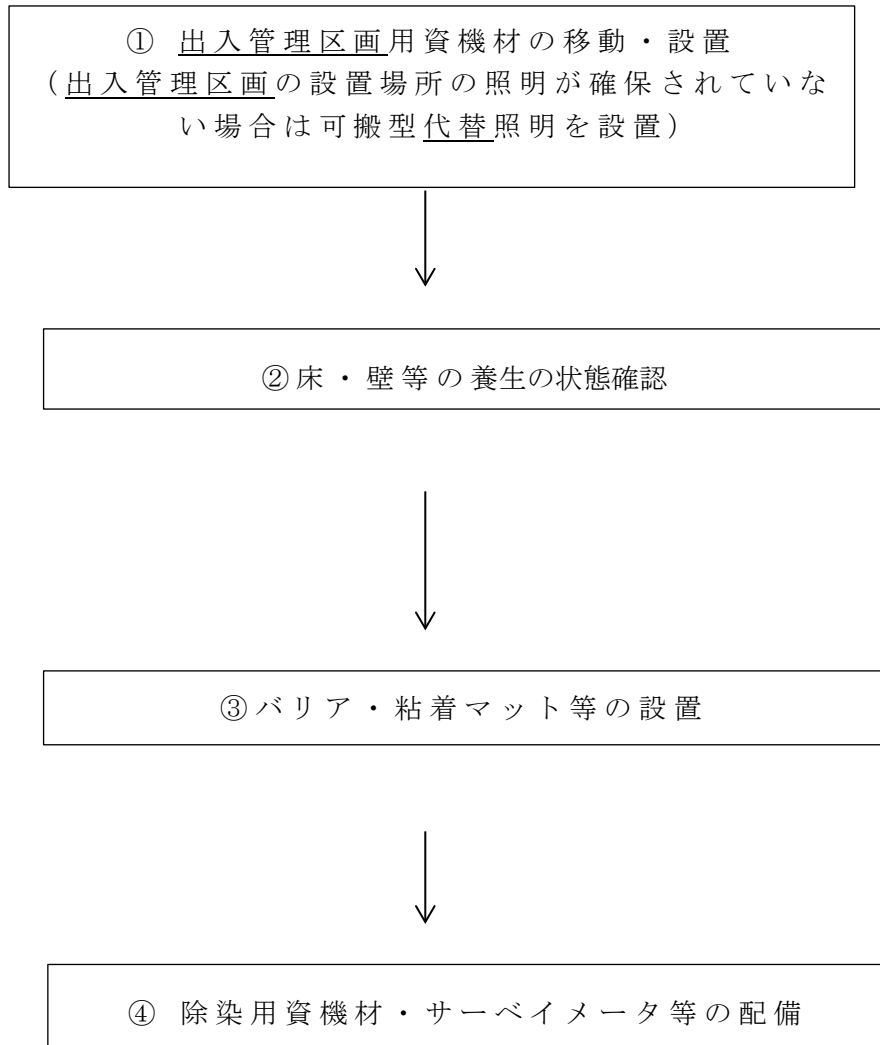 ① 出入管理区画用資機材の移動・設置
(出入管理区画の設置場所の照明が確保されていな
い場合は可搬型代替照明を設置)
②床・壁等の養生の状態確認
③バリア・粘着マット等の設置
④ 除染用資機材・サーベイメータ等の配備